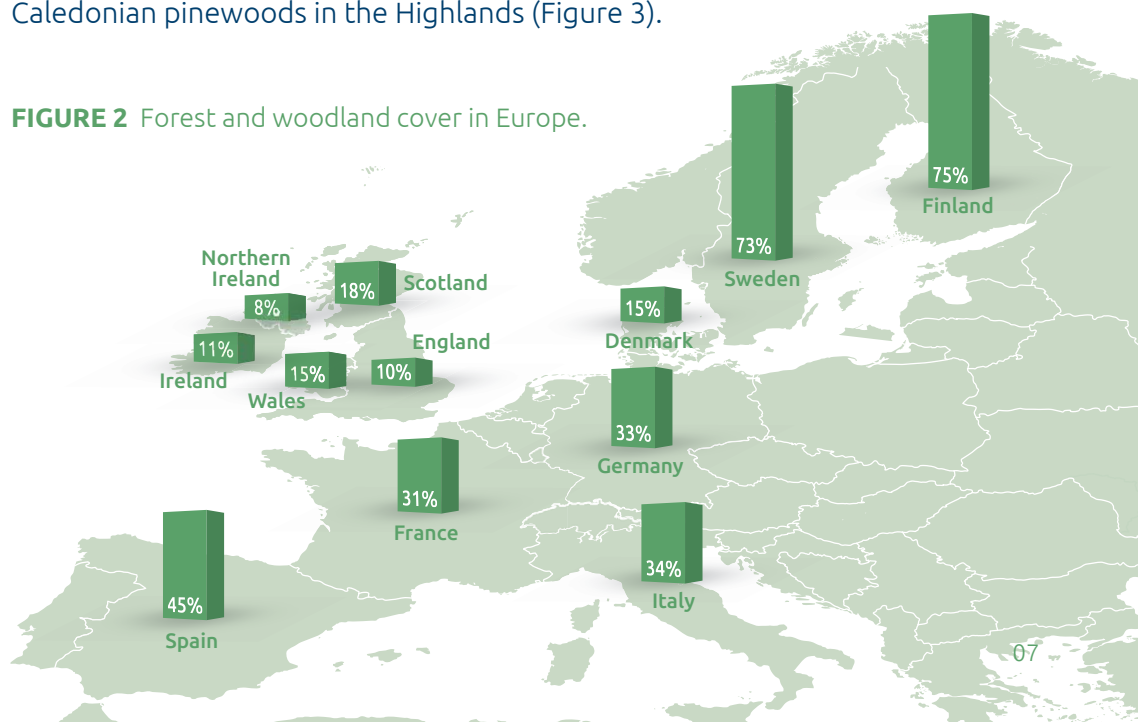 Caledonian pinewoods in the Highlands (Figure 3).
FIGURE 2 Forest and woodland cover in Europe.
75%
Finland
73%
Sweden
Northern
Ireland
8%
18%
Scotland
15%
Denmark
11%
Ireland
15%
Wales
England
10%
33%
Germany
31%
France
34%
Italy
45%
Spain
07